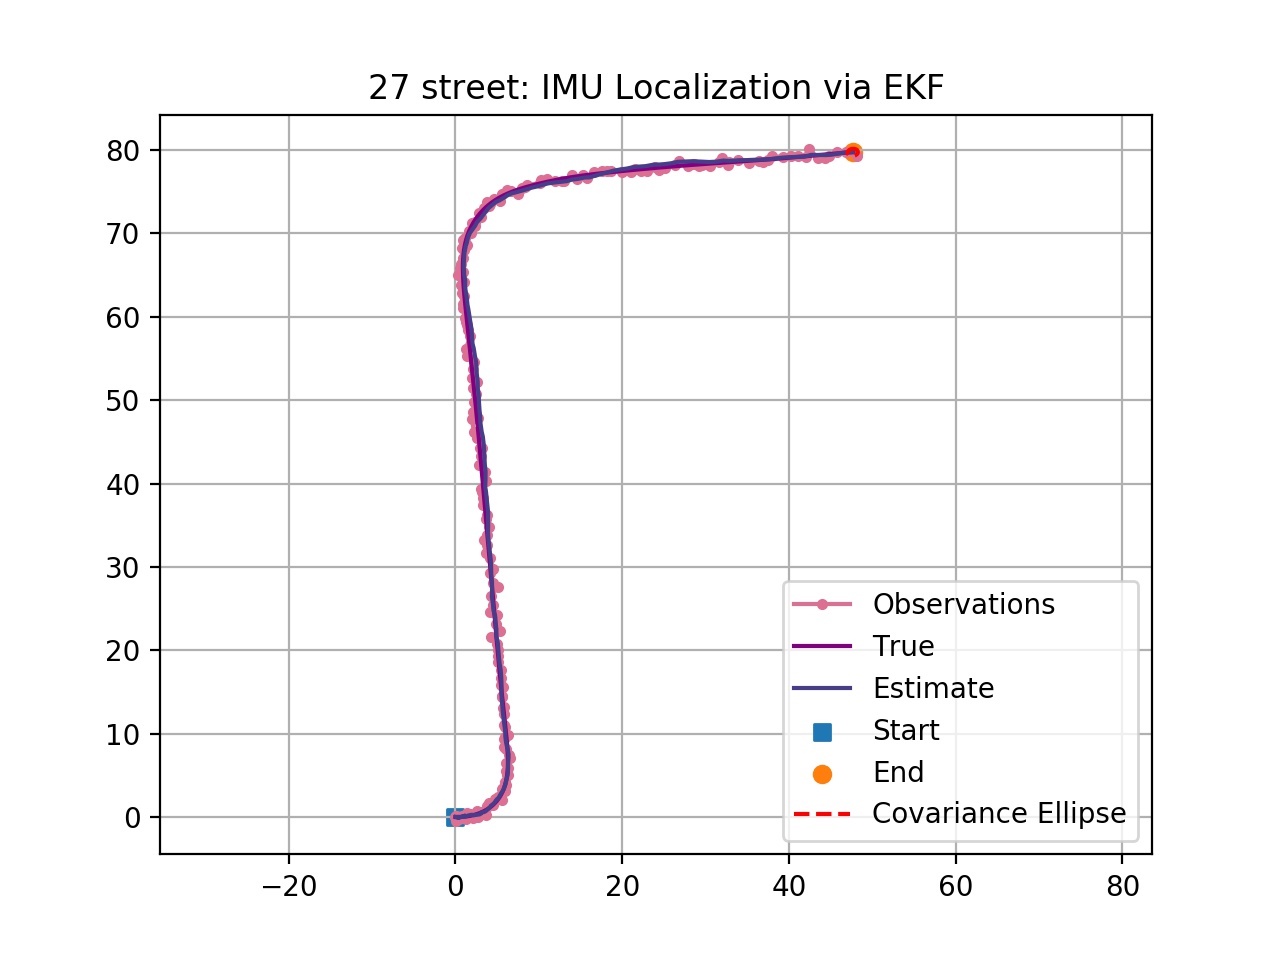 27 street: IMU Localization via EKF
80
70
60
50
40
30
20
10
0
Observations
True
Estimate
Start
End
Covariance Ellipse
−20 0 20 40 60 80